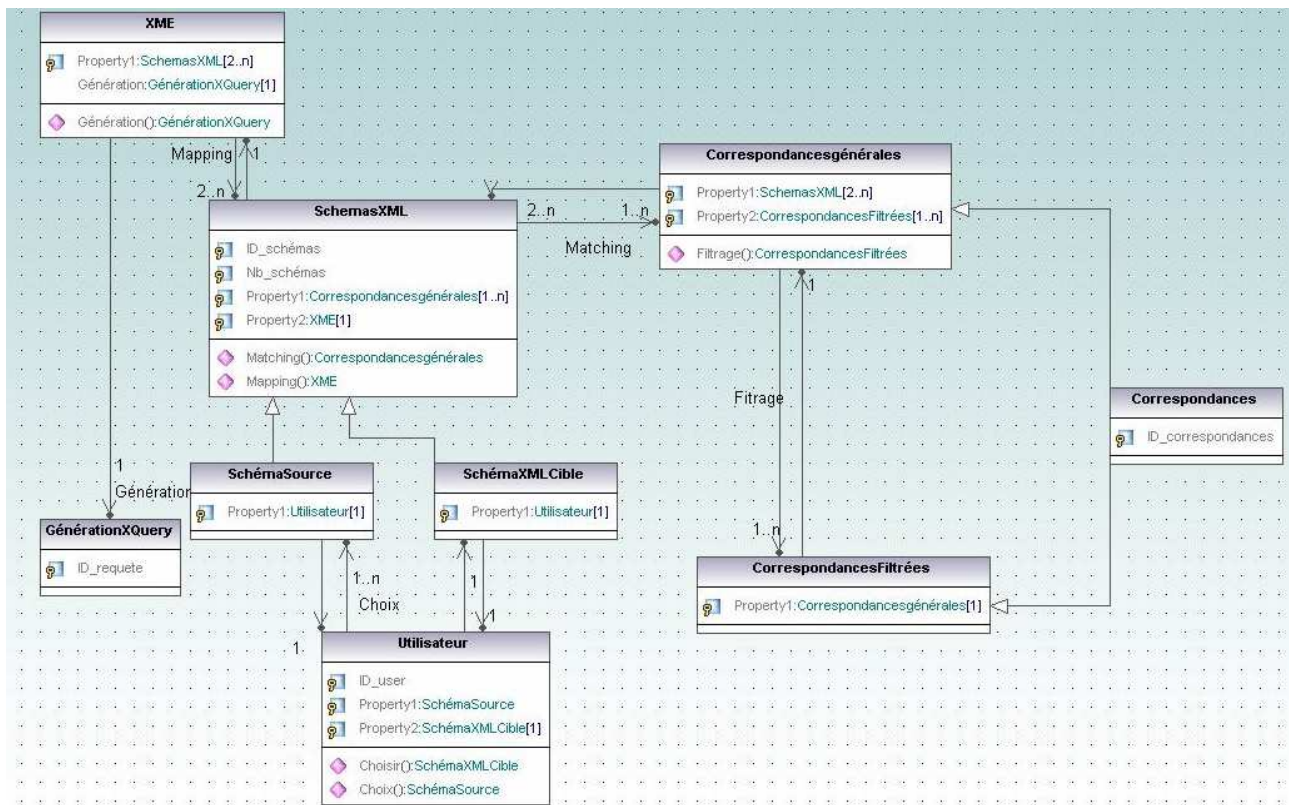 XME
Property1:SchemasXML[2..n]
Génération:GénérationXQuery[1]
Génération():GénérationXQuery
Mapping
1
2..n
SchemasXML
ID_schémas
Nb_schémas
Property1:Correspondancesgénérales[1..n]
Property2:XME[1]
Matching():Correspondancesgénérales
Mapping():XME
2..n
1..n
Matching
Correspondancesgénérales
Property1:SchemasXML[2..n]
Property2:CorrespondancesFiltrées[1..n]
Filtrage():CorrespondancesFiltrées
1
Fitrage
1..n
Correspondances
ID_correspondances
CorrespondancesFiltrées
Property1:Correspondancesgénérales[1]
SchémaSource
Property1:Utilisateur[1]
SchémaXMLCible
Property1:Utilisateur[1]
1
Génération
GénérationXQuery
ID_requete
1..n
Choix
1
1
1
Utilisateur
ID_user
Property1:SchémaSource
Property2:SchémaXMLCible[1]
Choisir():SchémaXMLCible
Choix():SchémaSource